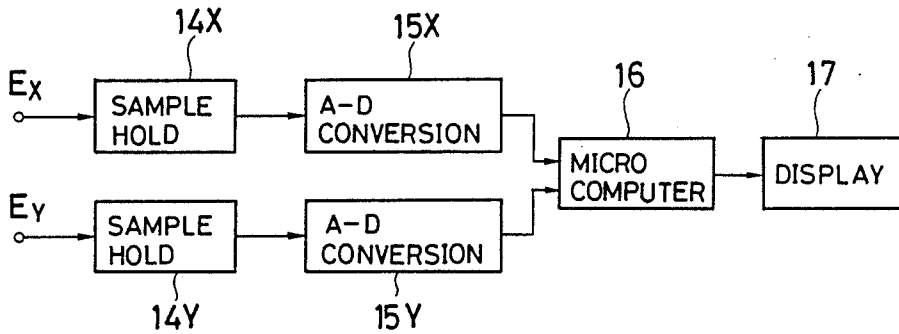 14X
15X
16
17
EX
SAMPLE
HOLD
A-D
CONVERSION
MICRO
COMPUTER
DISPLAY
EY
SAMPLE
HOLD
A-D
CONVERSION
14Y
15Y